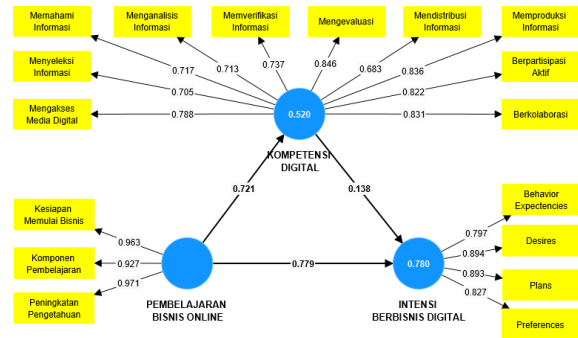 Memahami
Informasi
Menganalisis
Informasi
Memverifikasi
Informasi
Mengevaluasi
Mendistribusi
Informasi
Memproduksi
Informasi
Menyeleksi
Informasi
Berpartisipasi
Aktif
Mengakses
Media Digital
Berkolaborasi
0.717
0.713
0.737
0.846
0.683
0.836
0.705
0.822
0.788
0.831
0.520
KOMPETENSI
DIGITAL
0.721
0.138
Kesiapan
Memulai Bisnis
Komponen
Pembelajaran
Peningkatan
Pengetahuan
0.963
0.927
0.971
PEMBELAJARAN
BISNIS ONLINE
0.779
0.780
INTENSI
BERBISNIS DIGITAL
0.797
0.894
0.893
0.827
Behavior
Expectencies
Desires
Plans
Preferences